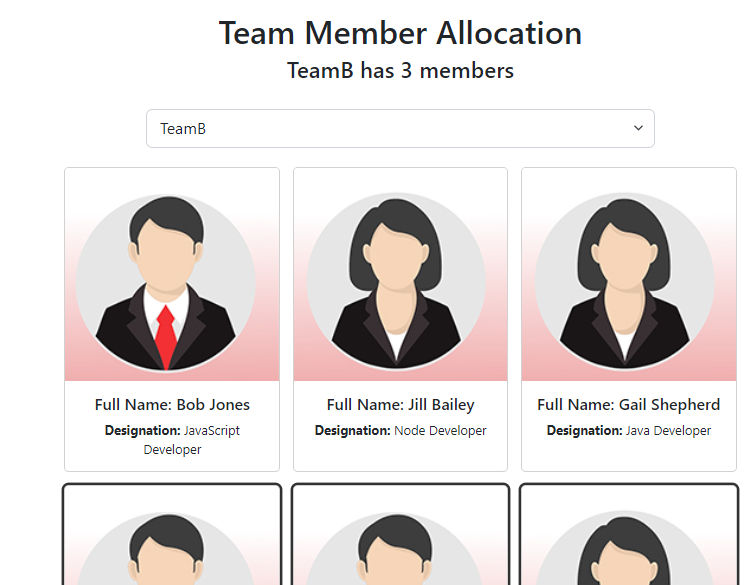 Team Member Allocation
TeamB has 3 members
TeamB
Full Name: Bob Jones
Designation: JavaScript
Developer
Full Name: Jill Bailey
Designation: Node Developer
Full Name: Gail Shepherd
Designation: Java Developer